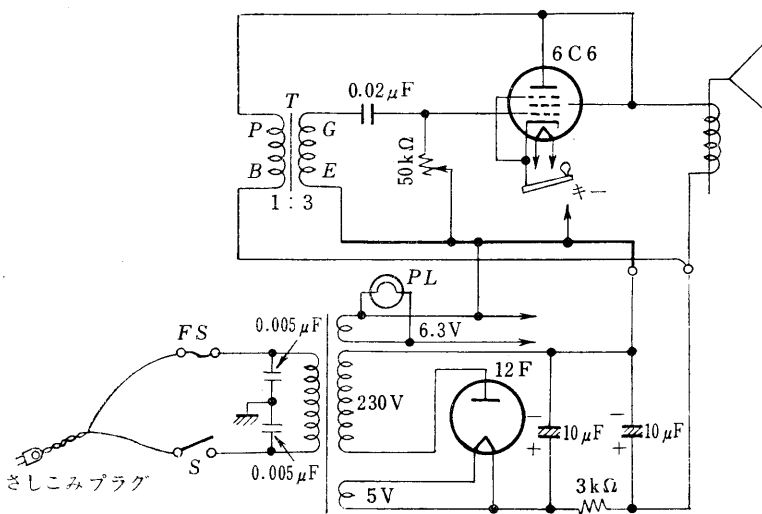 6C6
0.02μF
T
P
G
B
E
1:3
50kΩ
キー
PL
FS
0.005μF
6.3V
12F
230V
10μF
10μF
S
0.005μF
さしこみプラグ
5V
3kΩ